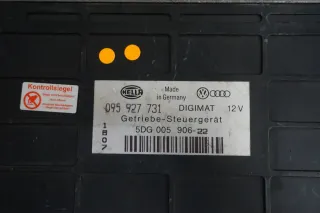 Kontrollsiegel
HELLA
- Made
in Germany
095 927 731 DIGIMAT 12V
Getriebe-Steuergerät
5DG 005 906-22
1807